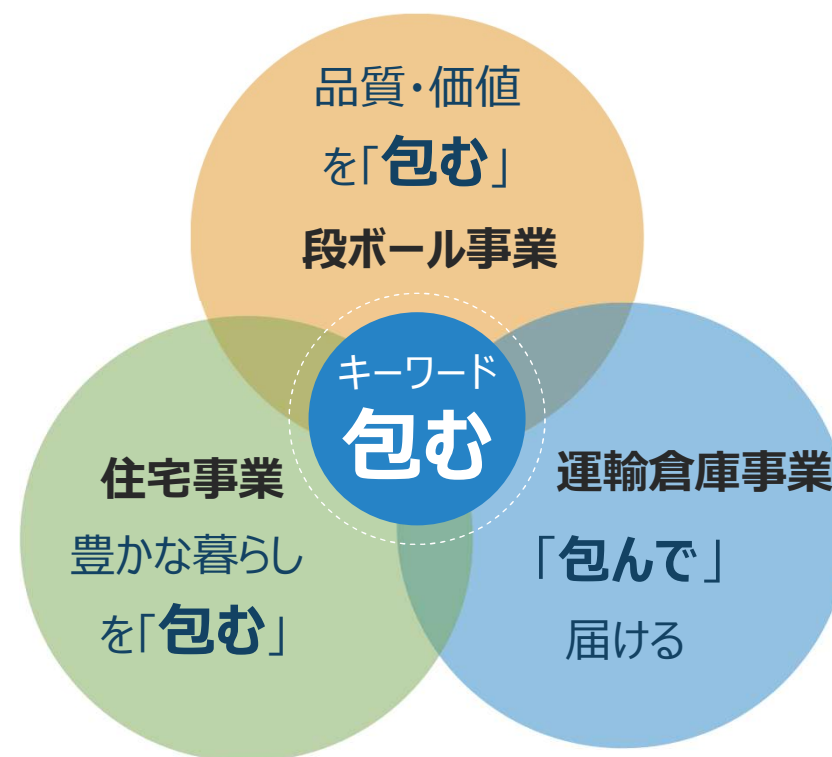 品質・価値
を「包む」
段ボール事業
キーワード
包む
住宅事業
豊かな暮らし
を「包む」
運輸倉庫事業
「包んで」
届ける